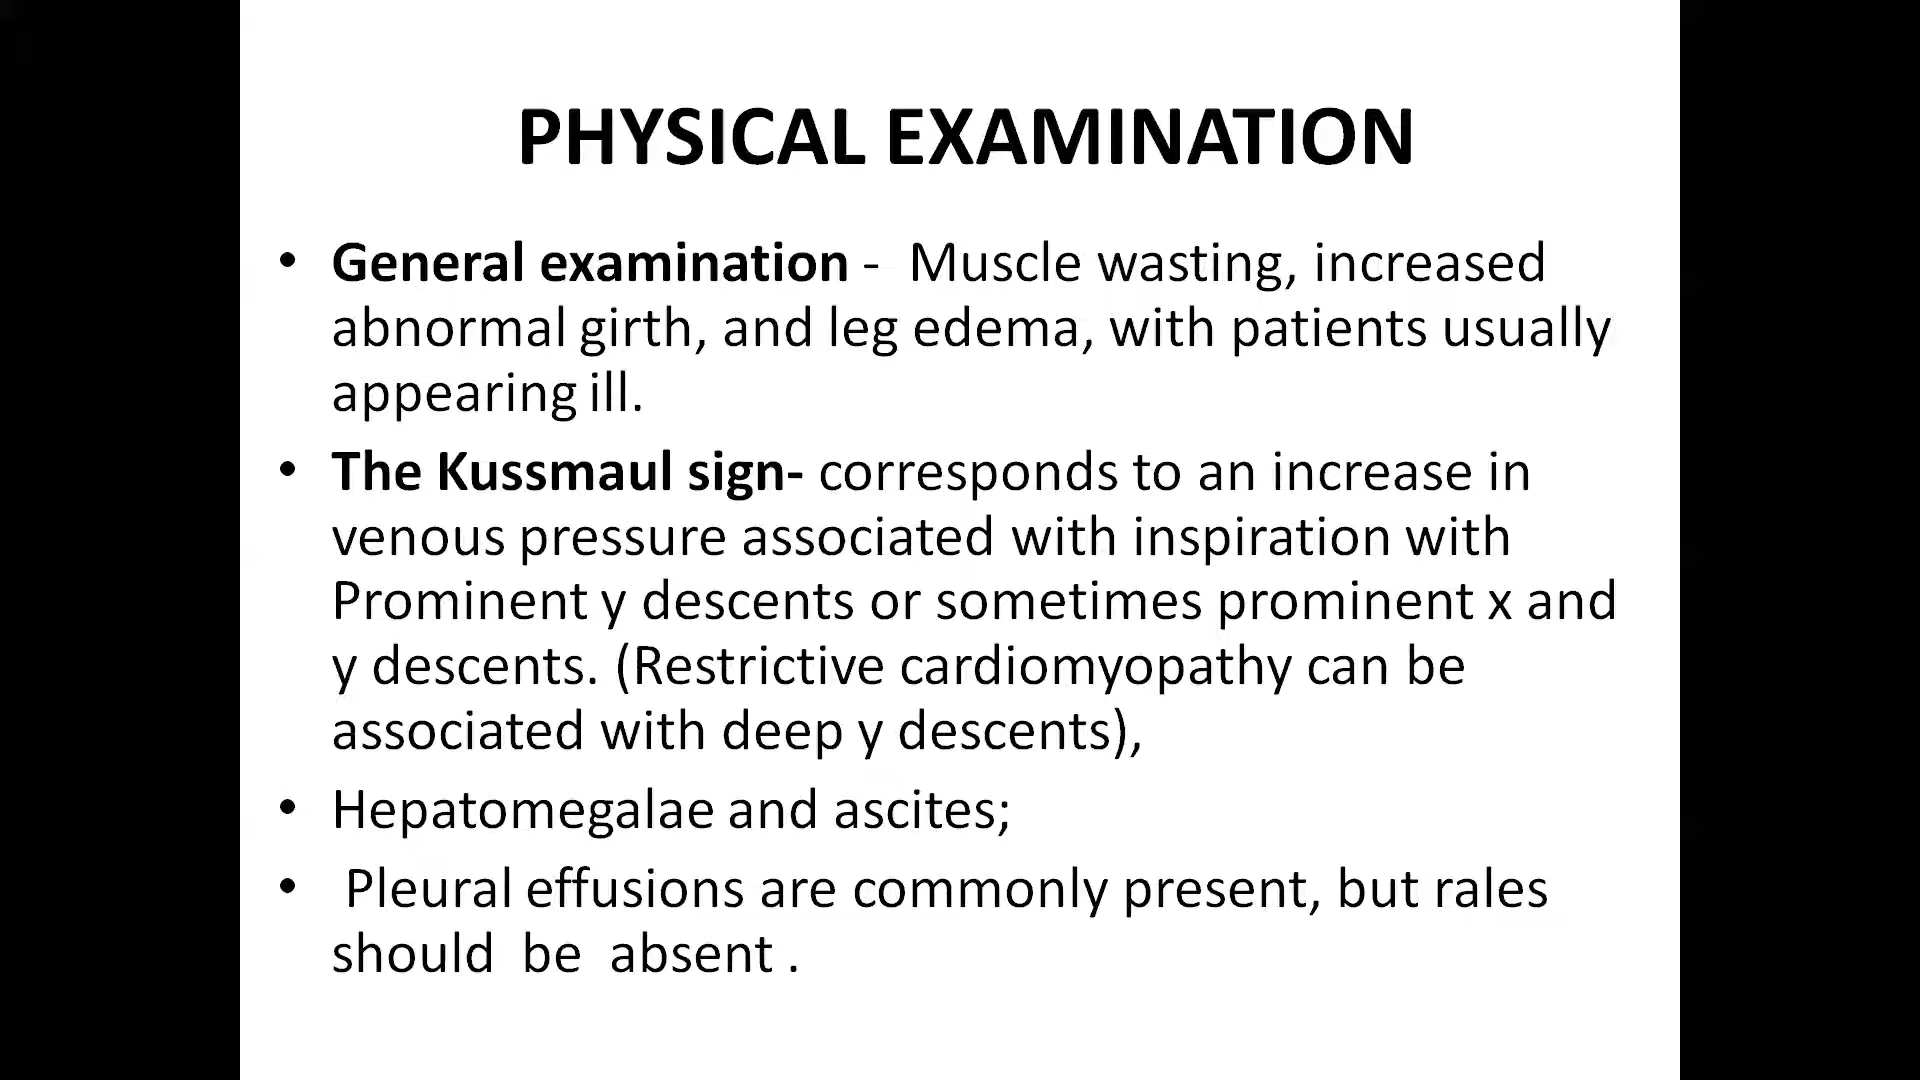 PHYSICAL EXAMINATION
• General examination -  Muscle wasting, increased
abnormal girth, and leg edema, with patients usually
appearing ill.
• The Kussmaul sign- corresponds to an increase in
venous pressure associated with inspiration with
Prominent y descents or sometimes prominent x and
y descents. (Restrictive cardiomyopathy can be
associated with deep y descents),
• Hepatomegalae and ascites;
•  Pleural effusions are commonly present, but rales
should  be  absent .